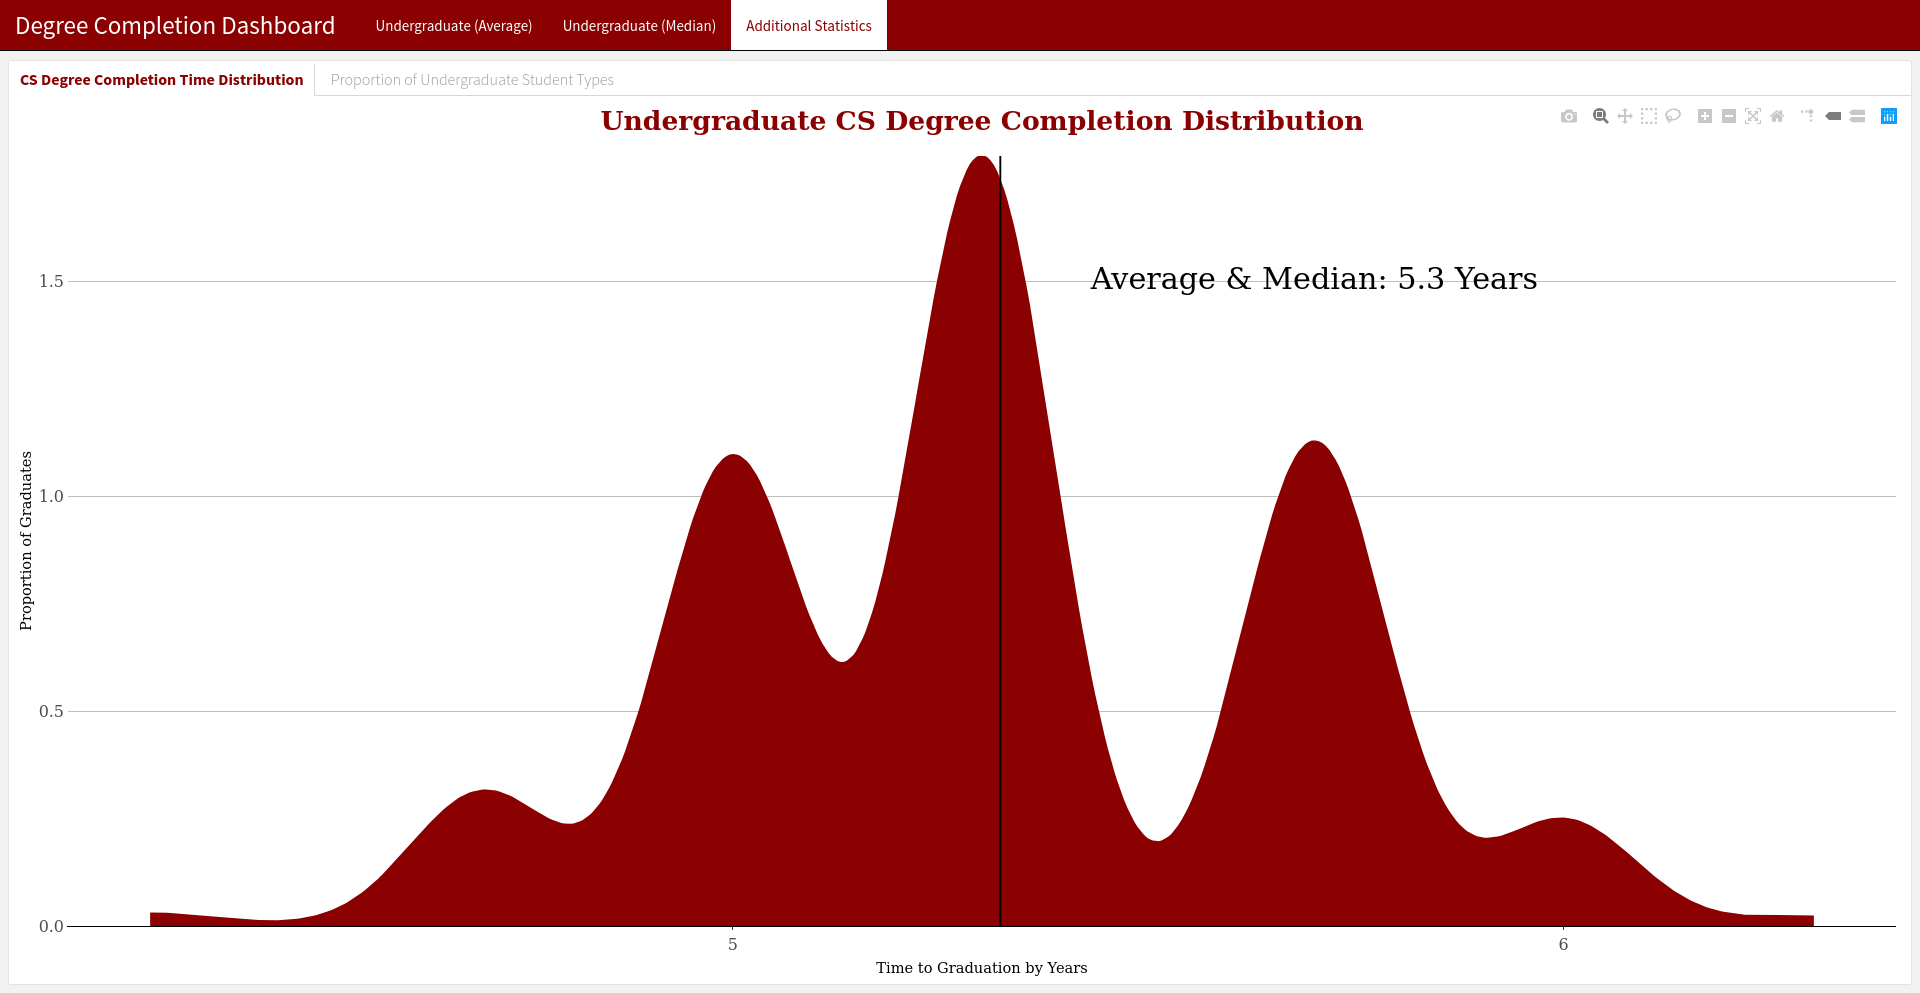 Degree Completion Dashboard
Undergraduate (Average)
Undergraduate (Median)
Additional Statistics
CS Degree Completion Time Distribution
Proportion of Undergraduate Student Types
Undergraduate CS Degree Completion Distribution
Average & Median: 5.3 Years
Proportion of Graduates
1.5
1.0
0.5
0.0
5
6
Time to Graduation by Years